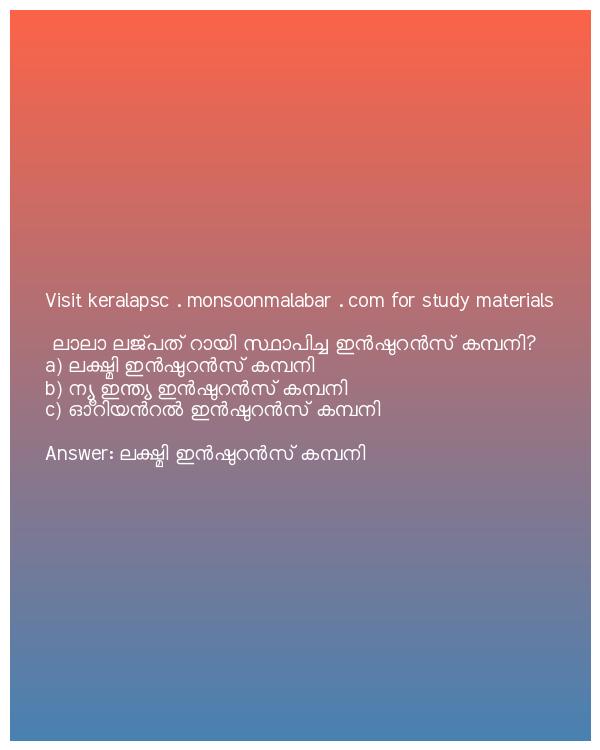 Visit keralapsc . monsoonmalabar . com for study materials
ലാലാ ലജ്പത് റായി സ്ഥാപിച്ച ഇൻഷുറൻസ് കമ്പനി?
a) ലക്ഷ്മി ഇൻഷുറൻസ് കമ്പനി
b) ന്യൂ ഇന്ത്യ ഇൻഷുറൻസ് കമ്പനി
c) ഓറിയൻറൽ ഇൻഷുറൻസ് കമ്പനി
Answer: ലക്ഷ്മി ഇൻഷുറൻസ് കമ്പനി